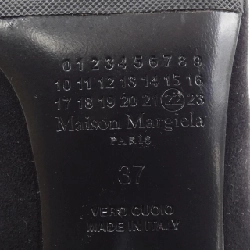 0 1 2 3 4 5 6 7 8 9
10 11 12 13 14 15 16
17 18 19 20 21 22 23
Maison Margiela
PARIS
37
VERO CUOIO
MADE IN ITALY